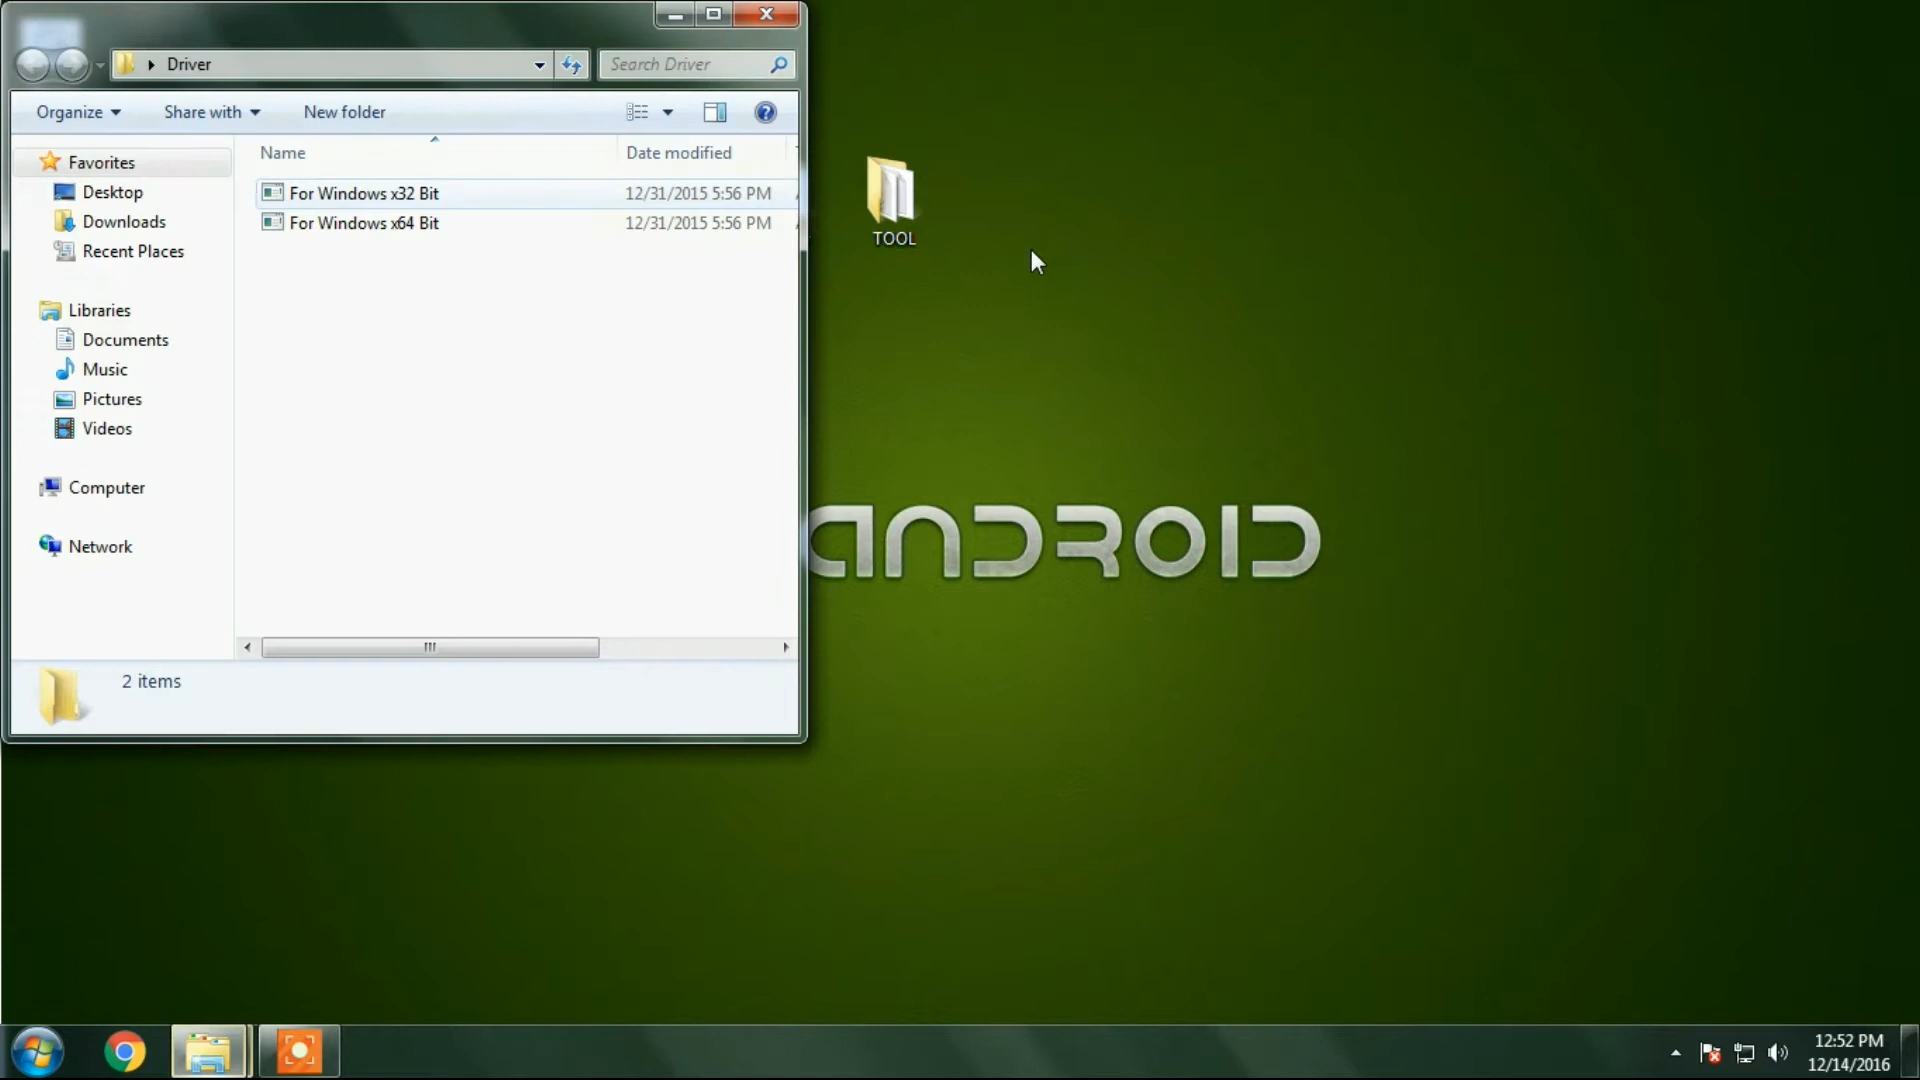 Driver
Search Driver
Organize
Share with
New folder
Name
Date modified
Favorites
Desktop
Downloads
Recent Places
Libraries
Documents
Music
Pictures
Videos
Computer
Network
For Windows x32 Bit
12/31/2015 5:56 PM
For Windows x64 Bit
12/31/2015 5:56 PM
2 items
TOOL
ANDROID
12:52 PM
12/14/2016